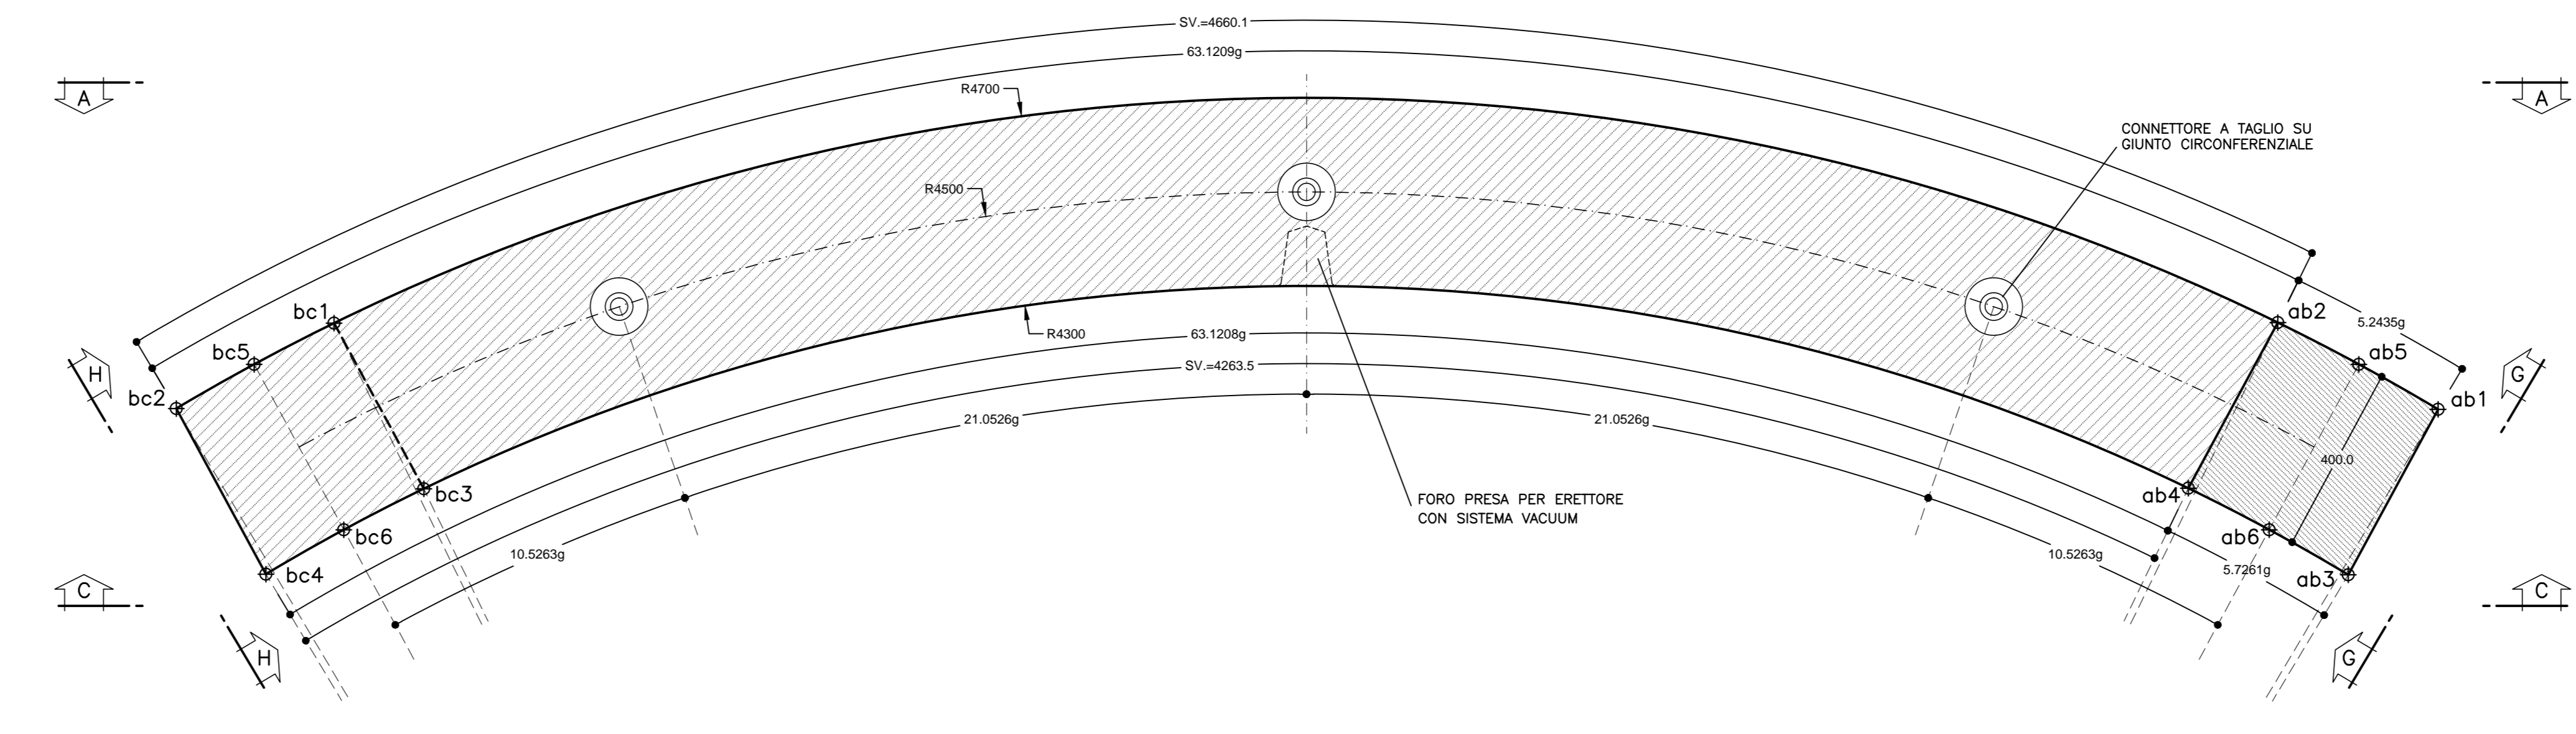 SV.=4660.1
63.1209g
A
A
R4700
CONNETTORE A TAGLIO SU
GIUNTO CIRCONFERENZIALE
R4500
bc1
ab2
5.2435g
R4300
63.1208g
bc5
ab5
SV.=4263.5
H
G
bc2
ab1
21.0526g
21.0526g
400.0
bc3
ab4
FORO PRESA PER ERETTORE
CON SISTEMA VACUUM
bc6
ab6
10.5263g
10.5263g
bc4
5.7261g
ab3
C
C
H
G